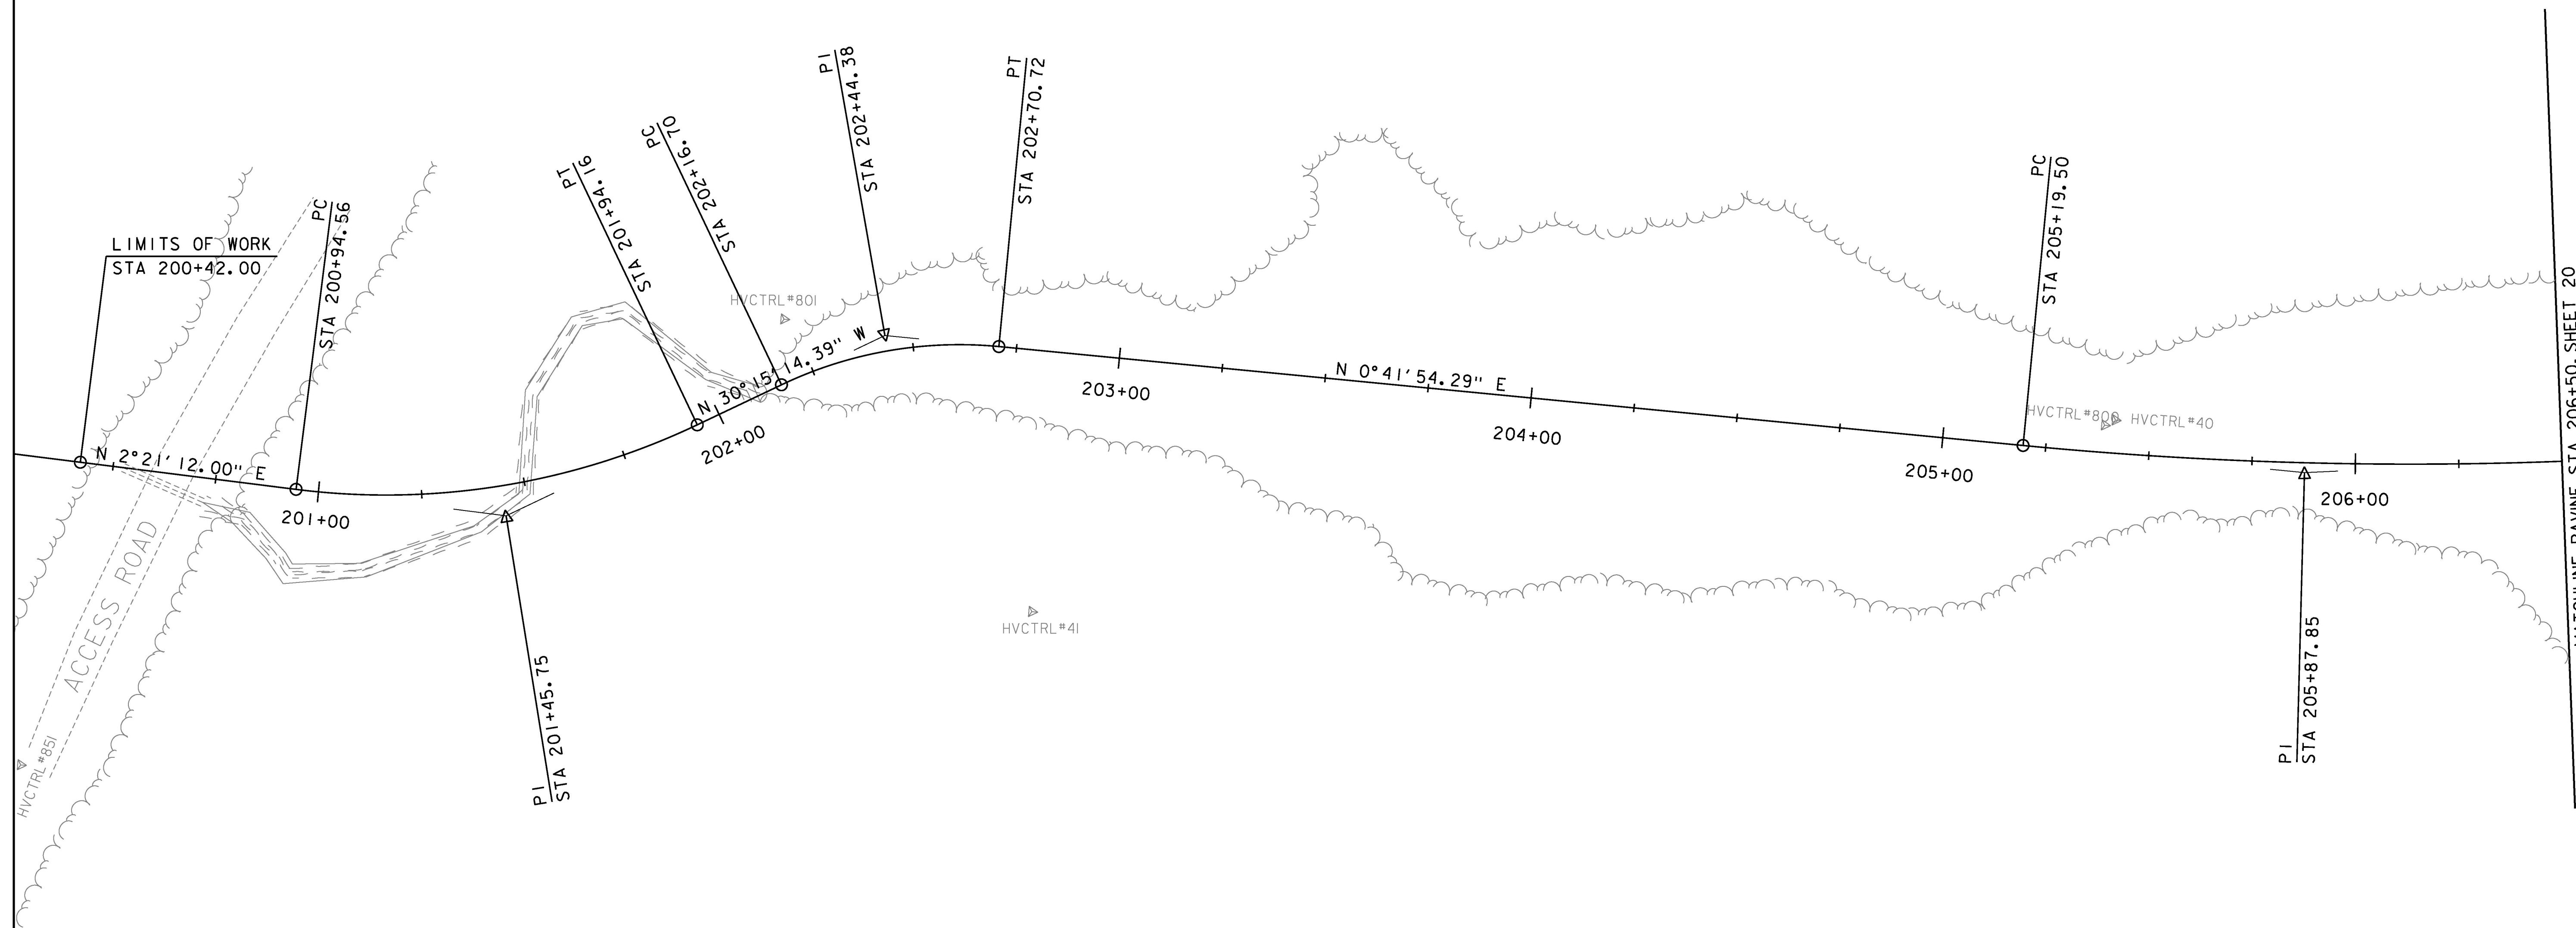 LIMITS OF WORK
STA 200+42.00
PC
STA 200+94.56
PT
STA 201+94.16
PC
STA 202+16.70
PI
STA 202+44.38
PT
STA 202+70.72
PC
STA 205+19.50
HVCTRL#801
N 2°21'12.00" E
N 30°15'14.39" W
N 0°41'54.29" E
201+00
202+00
203+00
204+00
205+00
206+00
HVCTRL#800
HVCTRL#40
HVCTRL#41
HVCTRL#851
ACCESS ROAD
PI
STA 201+45.75
PI
STA 205+87.85
STA 206+50, SHEET 20